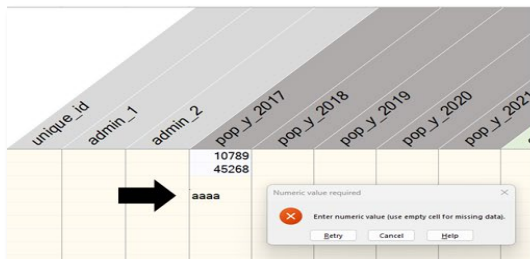 unique_id
admin_1
admin_2
pop_y_2017
pop_y_2018
pop_y_2019
pop_y_2020
pop_y_2021
10789
45268
aaaa
Numeric value required
Enter numeric value (use empty cell for missing data).
Retry
Cancel
Help